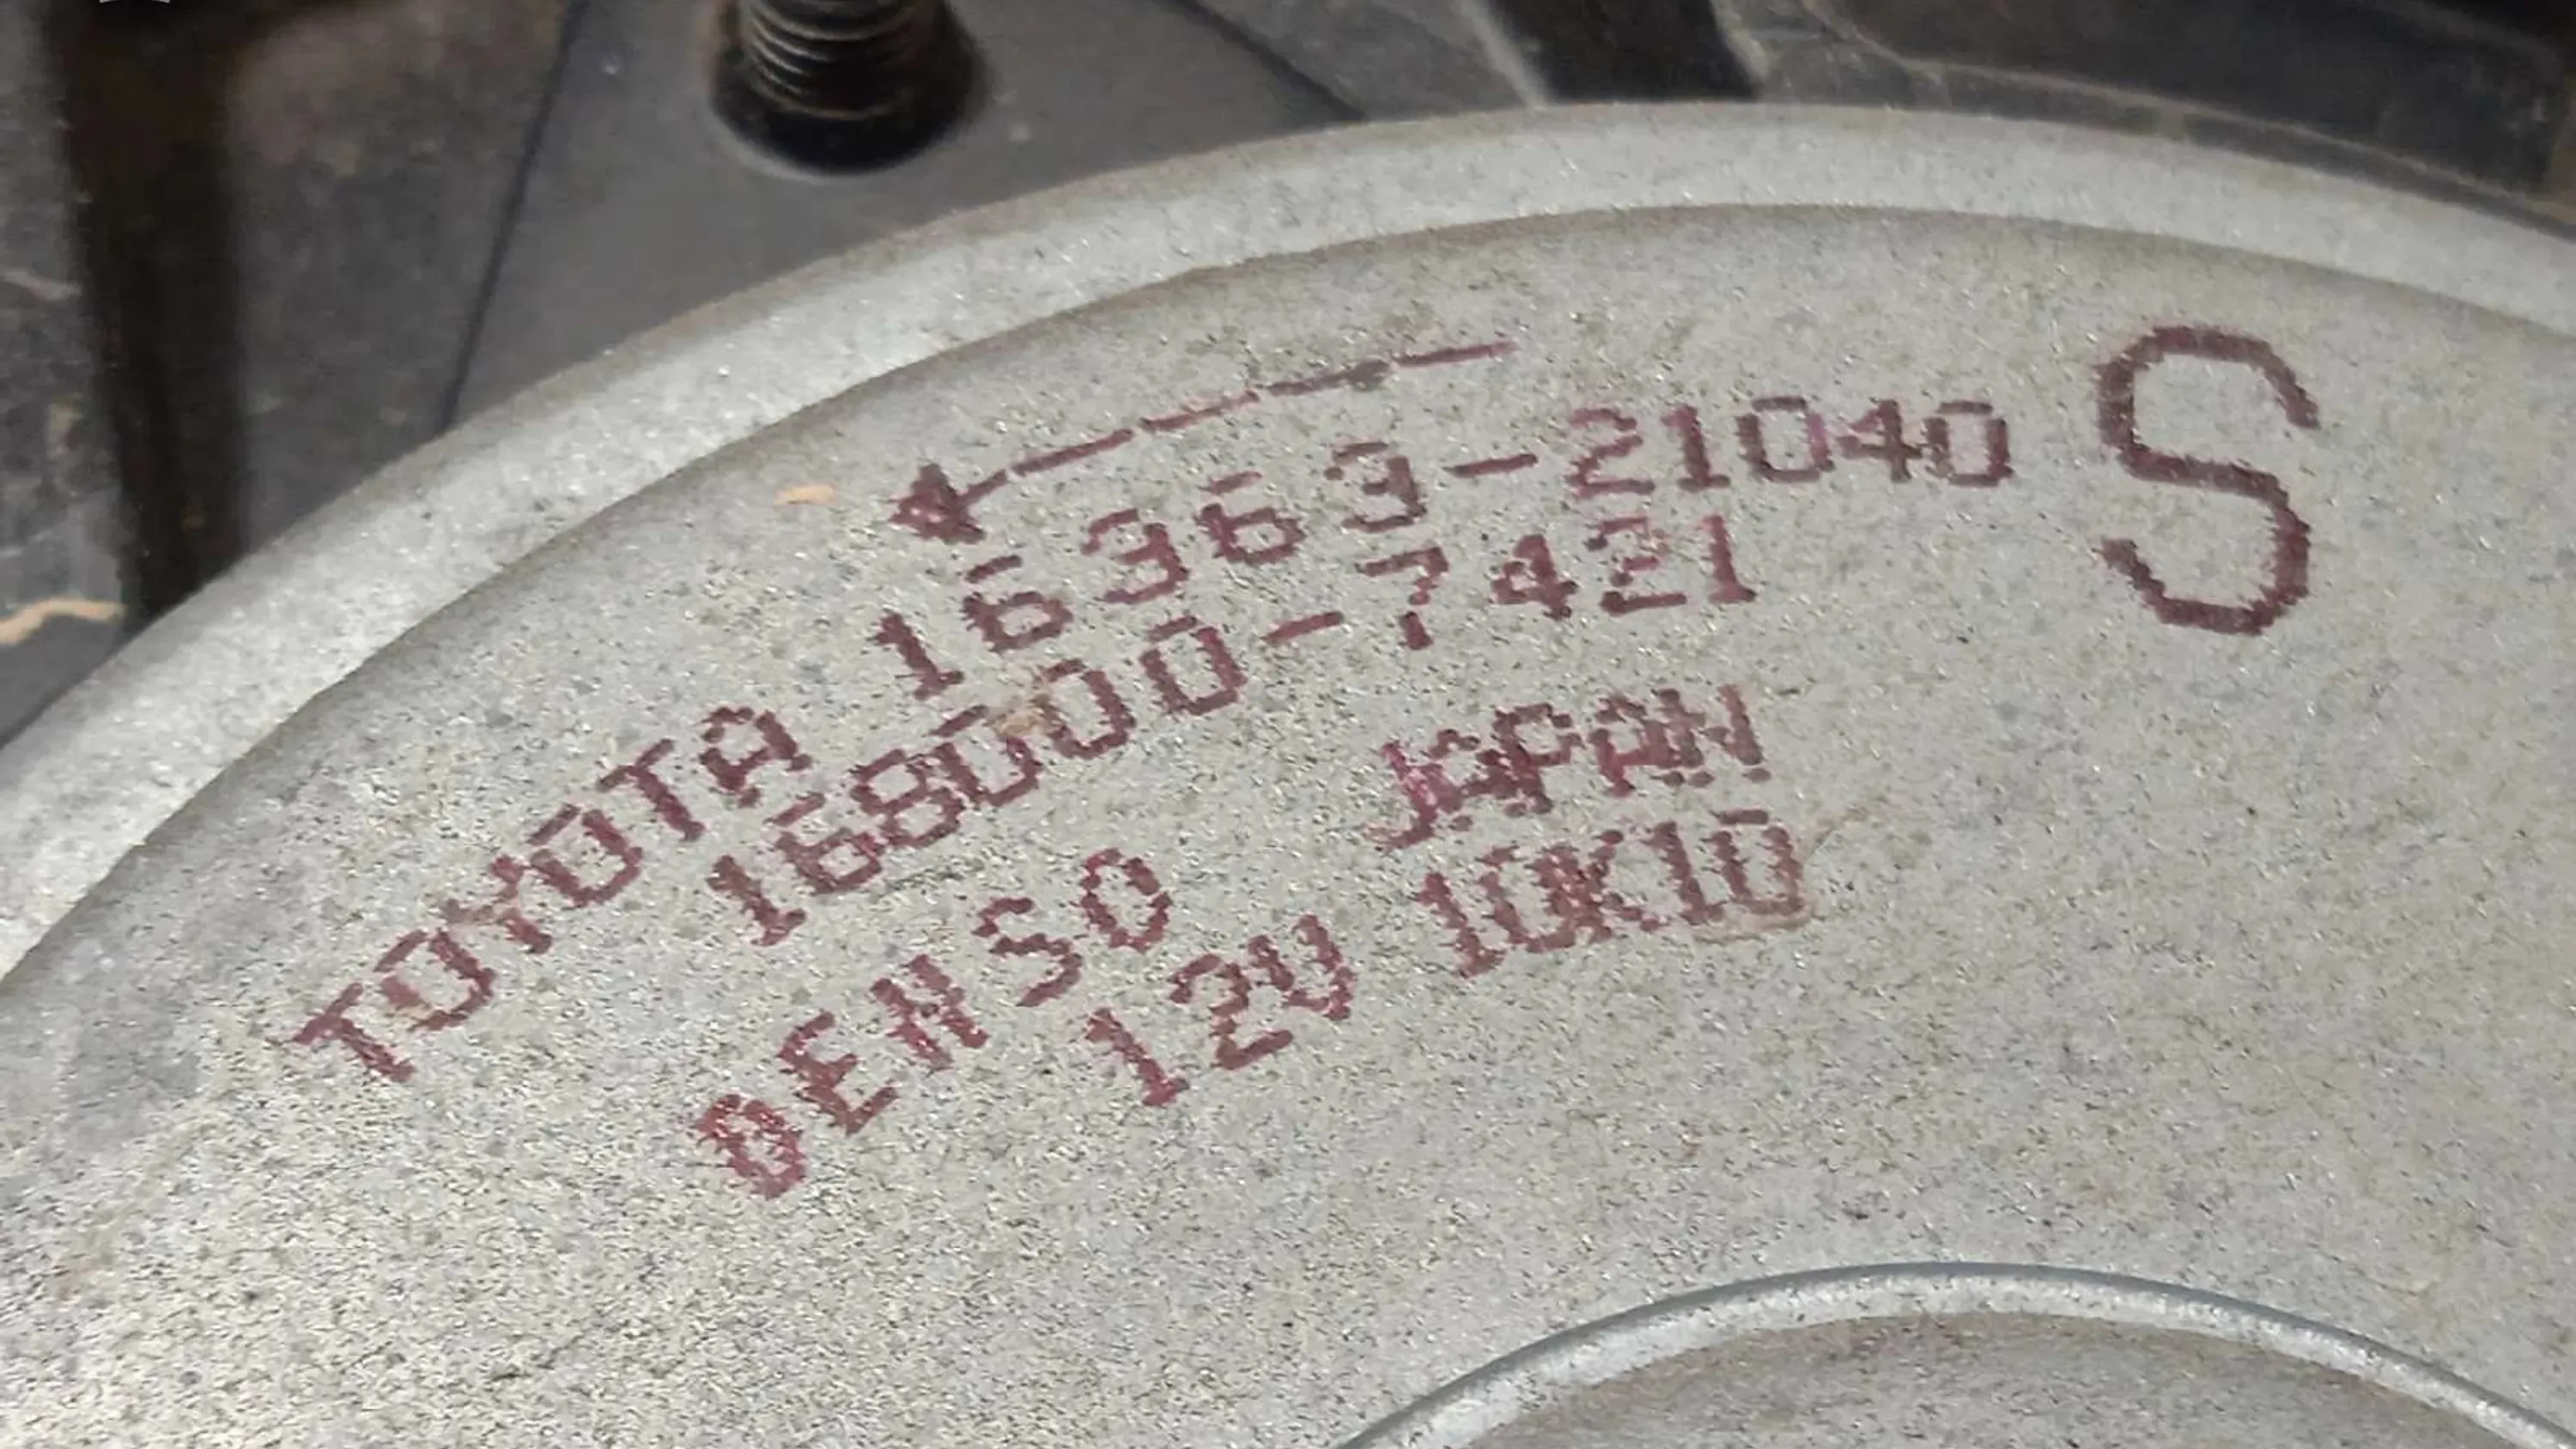 TOYOTA 16363-21040 S
168000-7421
DENSO JAPAN
12V 10K10